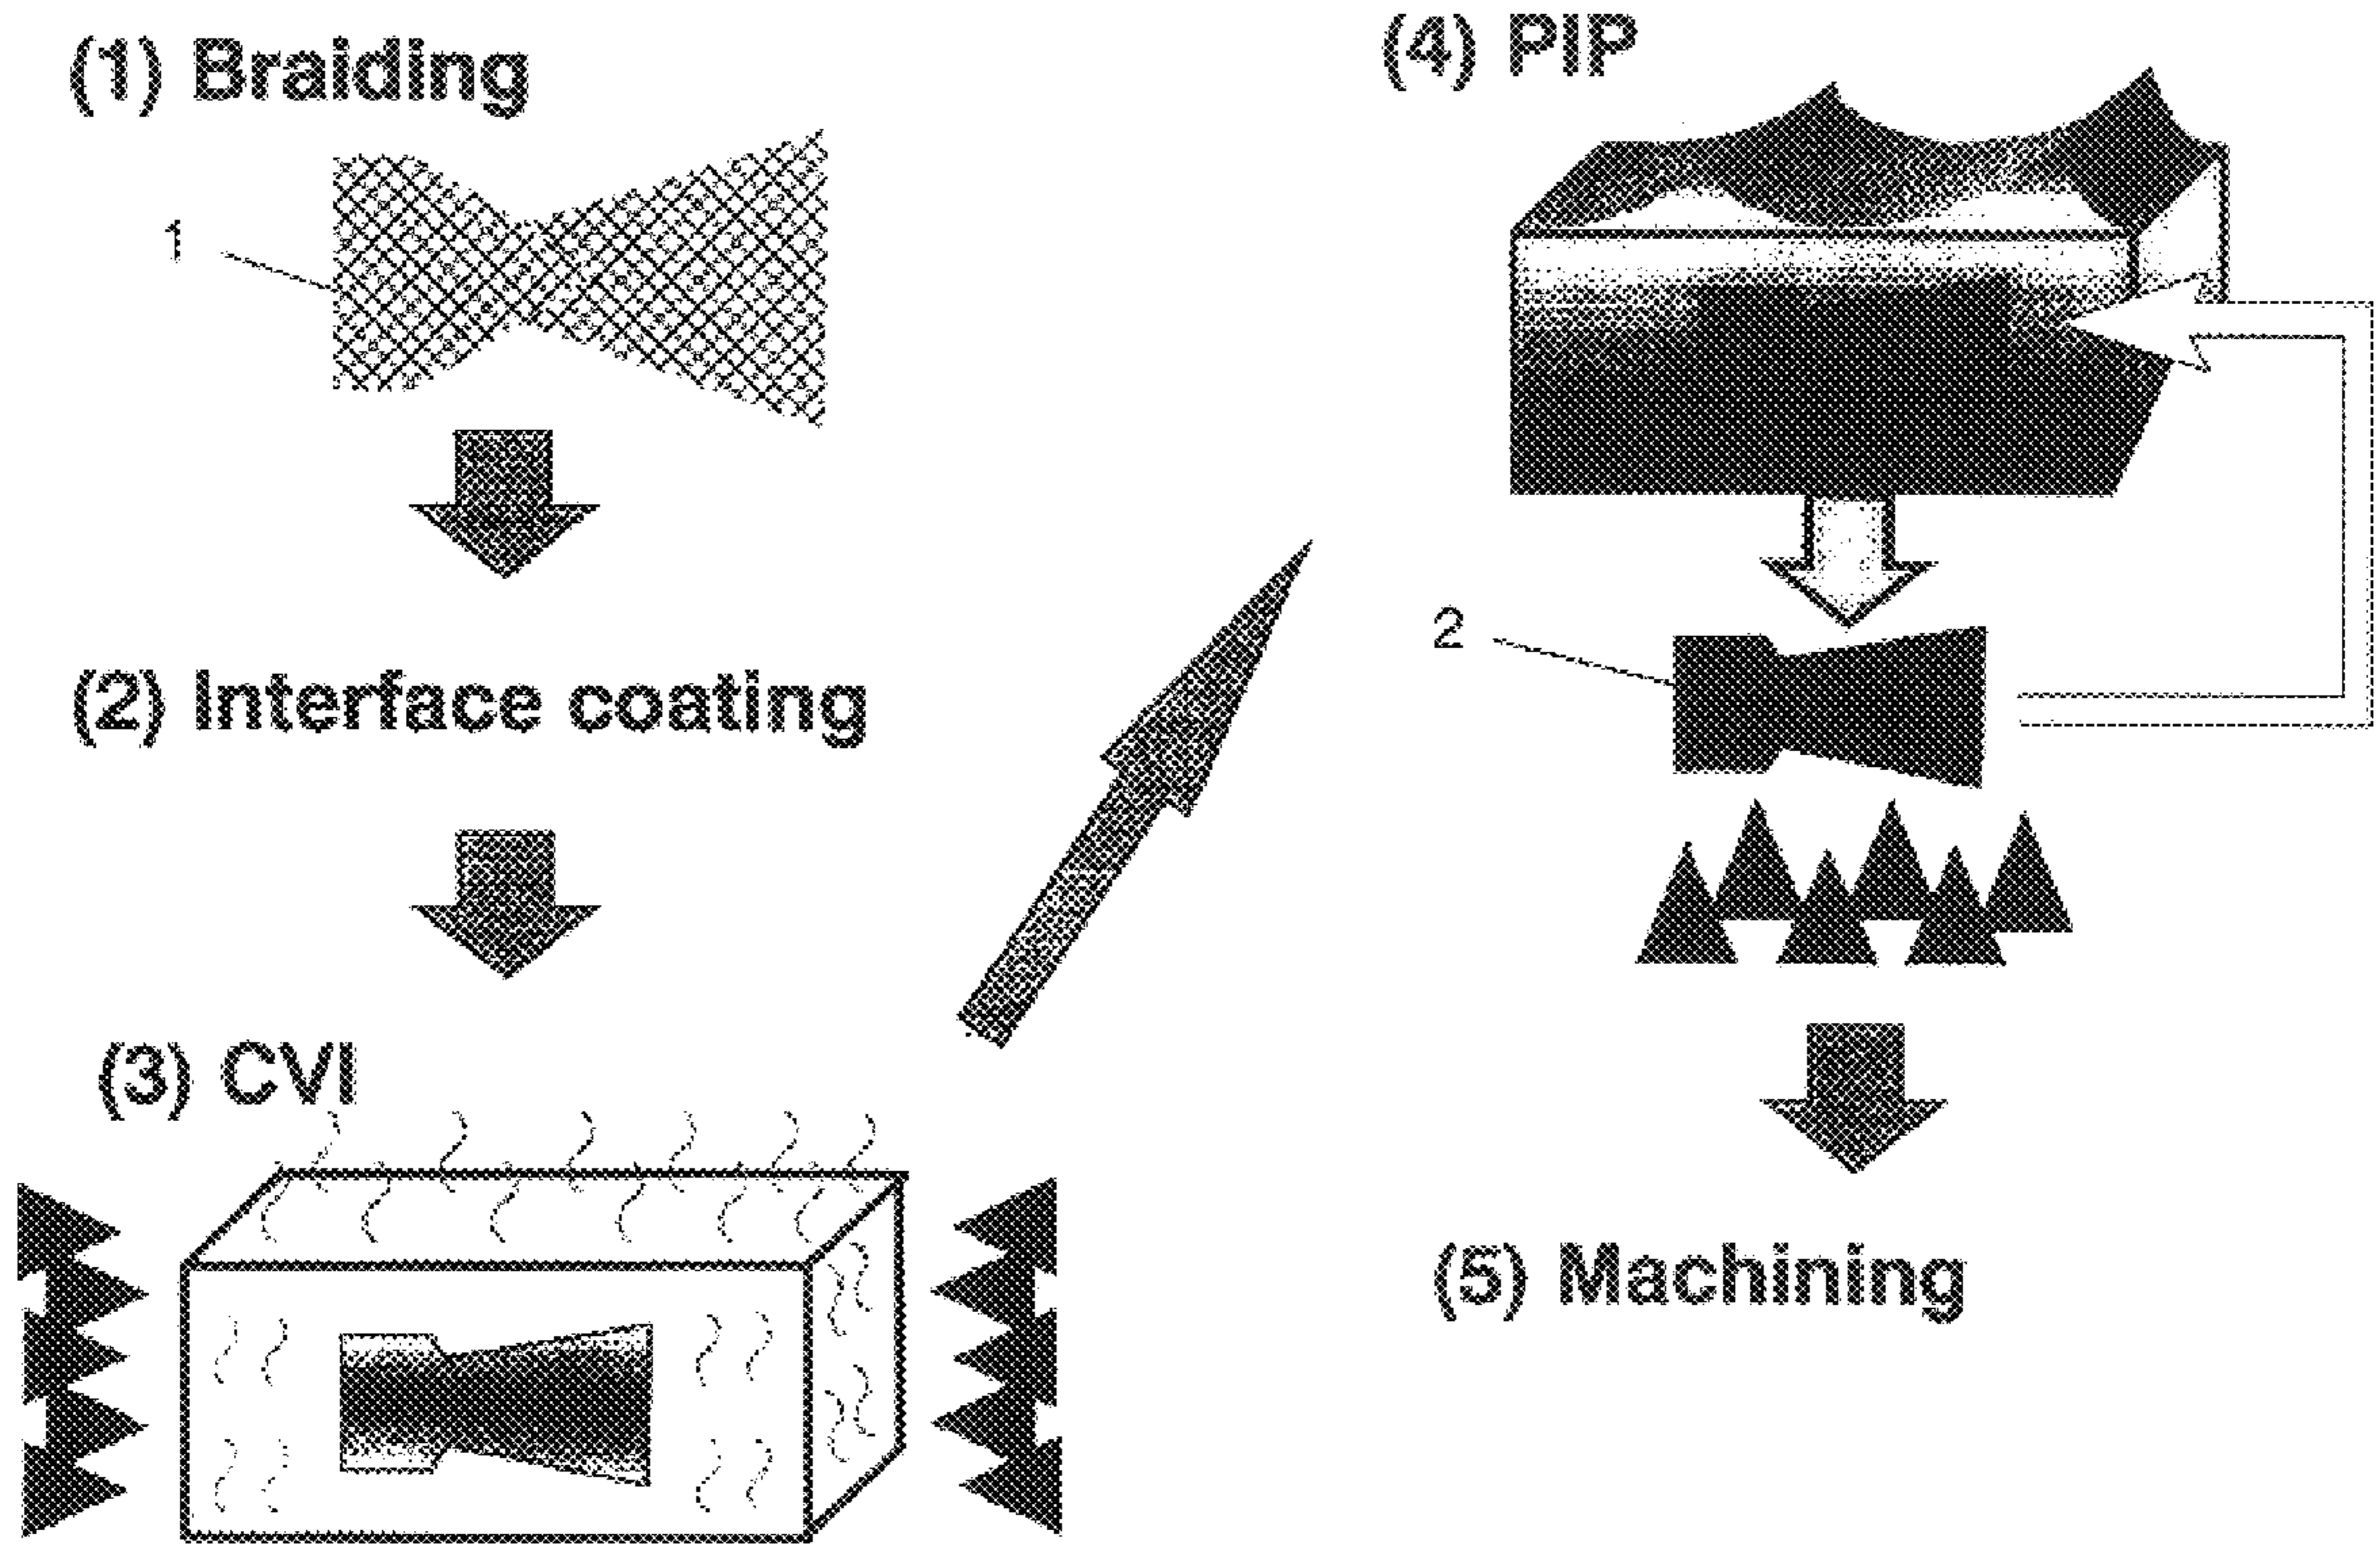 (1) Braiding
1
(2) Interface coating
(3) CVI
(4) PIP
2
(5) Machining